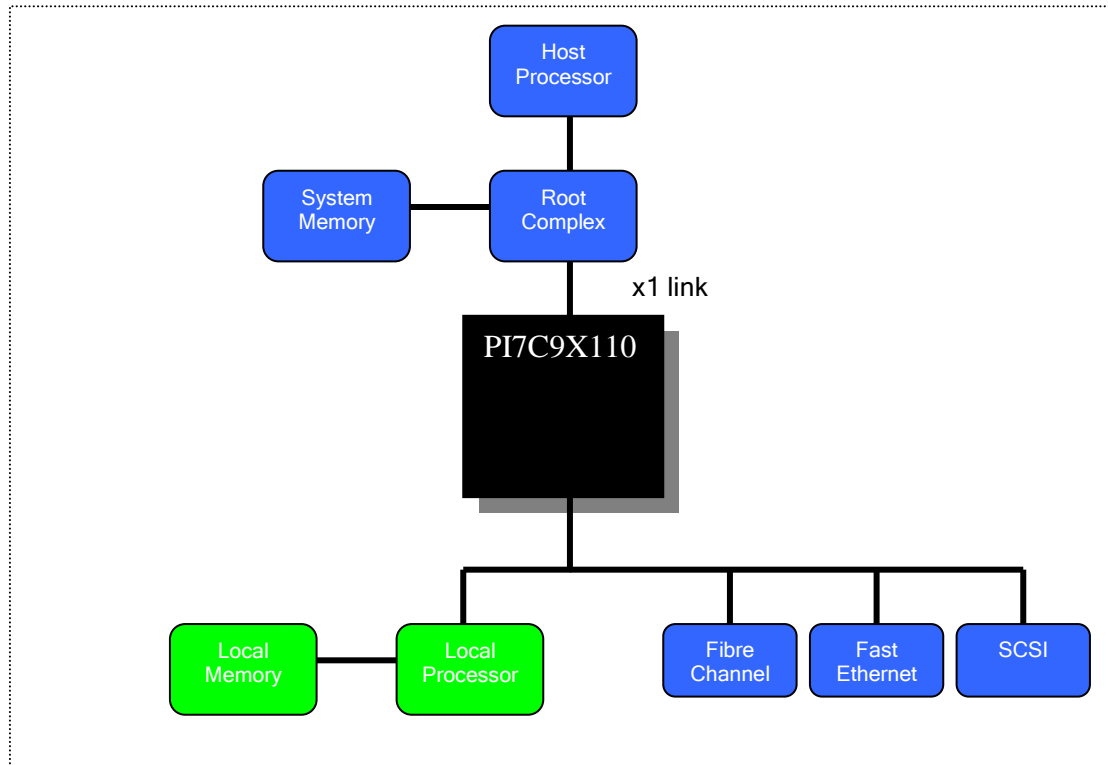 Host
Processor
System
Memory
Root
Complex
x1 link
PI7C9X110
Local
Memory
Local
Processor
Fibre
Channel
Fast
Ethernet
SCSI